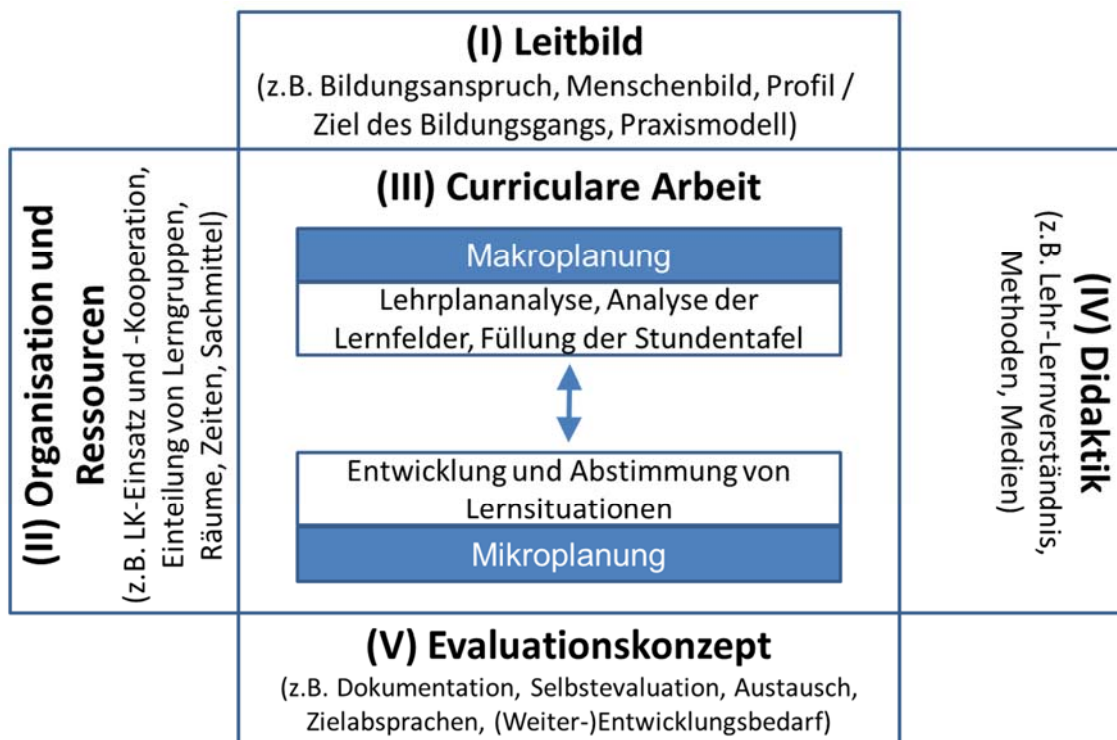 (I) Leitbild
(z.B. Bildungsanspruch, Menschenbild, Profil /
Ziel des Bildungsgangs, Praxismodell)
(II) Organisation und
Ressourcen
(z.B. LK-Einsatz und -Kooperation,
Einteilung von Lerngruppen,
Räume, Zeiten, Sachmittel)
(III) Curriculare Arbeit
Makroplanung
Lehrplananalyse, Analyse der
Lernfelder, Füllung der Stundentafel
Entwicklung und Abstimmung von
Lernsituationen
Mikroplanung
(IV) Didaktik
(z.B. Lehr-Lernverständnis,
Methoden, Medien)
(V) Evaluationskonzept
(z.B. Dokumentation, Selbstevaluation, Austausch,
Zielabsprachen, (Weiter-)Entwicklungsbedarf)